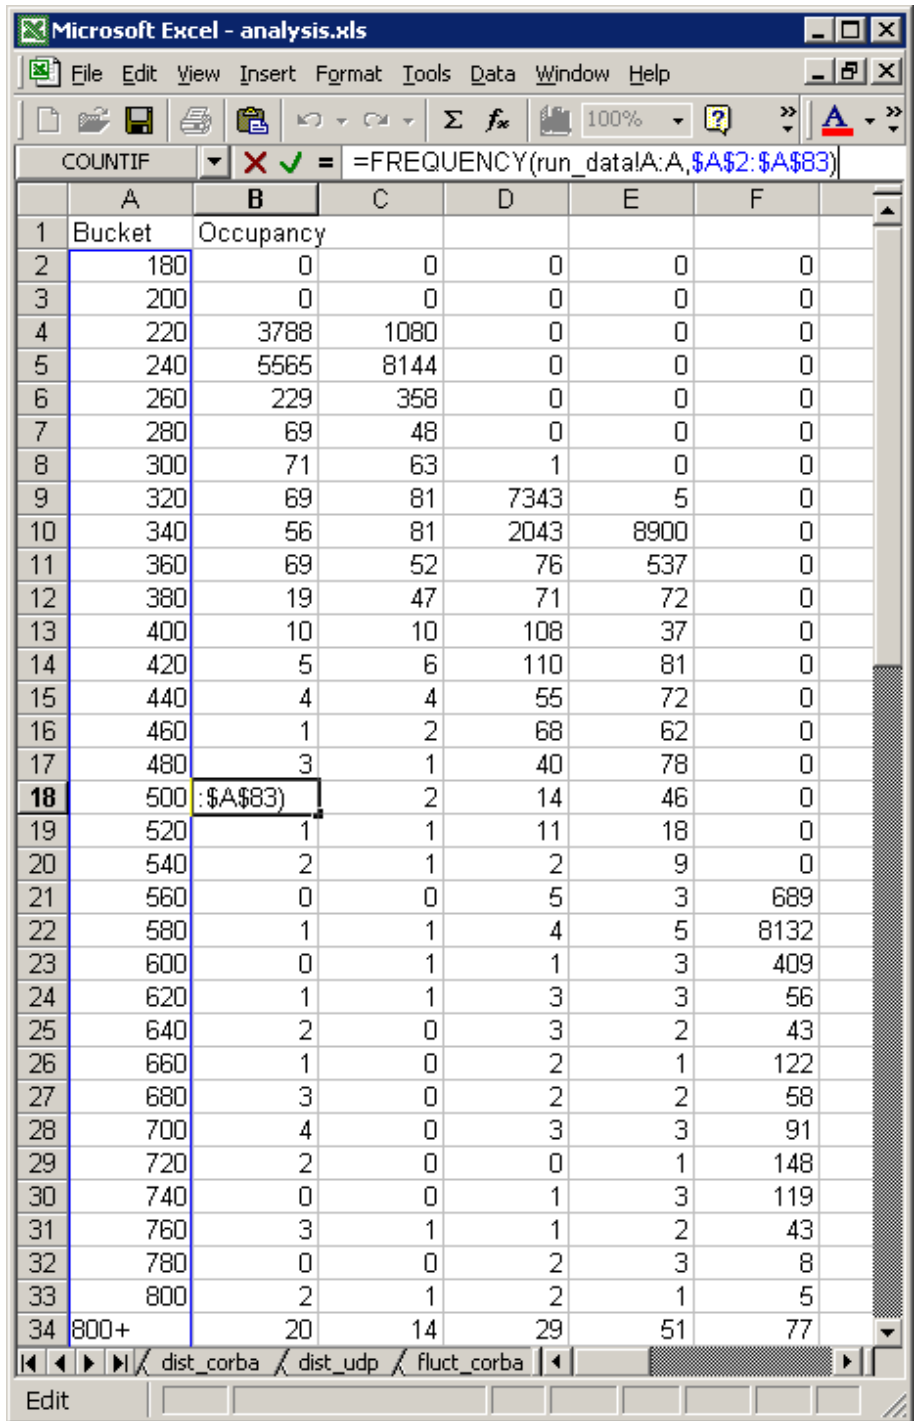 Microsoft Excel - analysis.xls
File Edit View Insert Format Tools Data Window Help
Σ fx 100% ? » A »
COUNTIF = =FREQUENCY(run_data!A:A,$A$2:$A$83)
A B C D E F
1 Bucket Occupancy
2 180 0 0 0 0 0
3 200 0 0 0 0 0
4 220 3788 1080 0 0 0
5 240 5565 8144 0 0 0
6 260 229 358 0 0 0
7 280 69 48 0 0 0
8 300 71 63 1 0 0
9 320 69 81 7343 5 0
10 340 56 81 2043 8900 0
11 360 69 52 76 537 0
12 380 19 47 71 72 0
13 400 10 10 108 37 0
14 420 5 6 110 81 0
15 440 4 4 55 72 0
16 460 1 2 68 62 0
17 480 3 1 40 78 0
18 500 :$A$83) 2 14 46 0
19 520 1 1 11 18 0
20 540 2 1 2 9 0
21 560 0 0 5 3 689
22 580 1 1 4 5 8132
23 600 0 1 1 3 409
24 620 1 1 3 3 56
25 640 2 0 3 2 43
26 660 1 0 2 1 122
27 680 3 0 2 2 58
28 700 4 0 3 3 91
29 720 2 0 0 1 148
30 740 0 0 1 3 119
31 760 3 1 1 2 43
32 780 0 0 2 3 8
33 800 2 1 2 1 5
34 800+ 20 14 29 51 77
dist_corba dist_udp fluct_corba
Edit